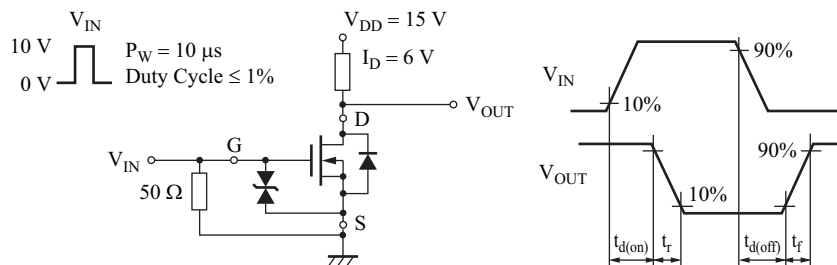 V_IN
10 V
0 V
P_W = 10 μs
Duty Cycle ≤ 1%
V_DD = 15 V
I_D = 6 V
V_OUT
D
G
V_IN
50 Ω
S
V_IN
90%
10%
V_OUT
90%
10%
t_d(on)
t_r
t_d(off)
t_f